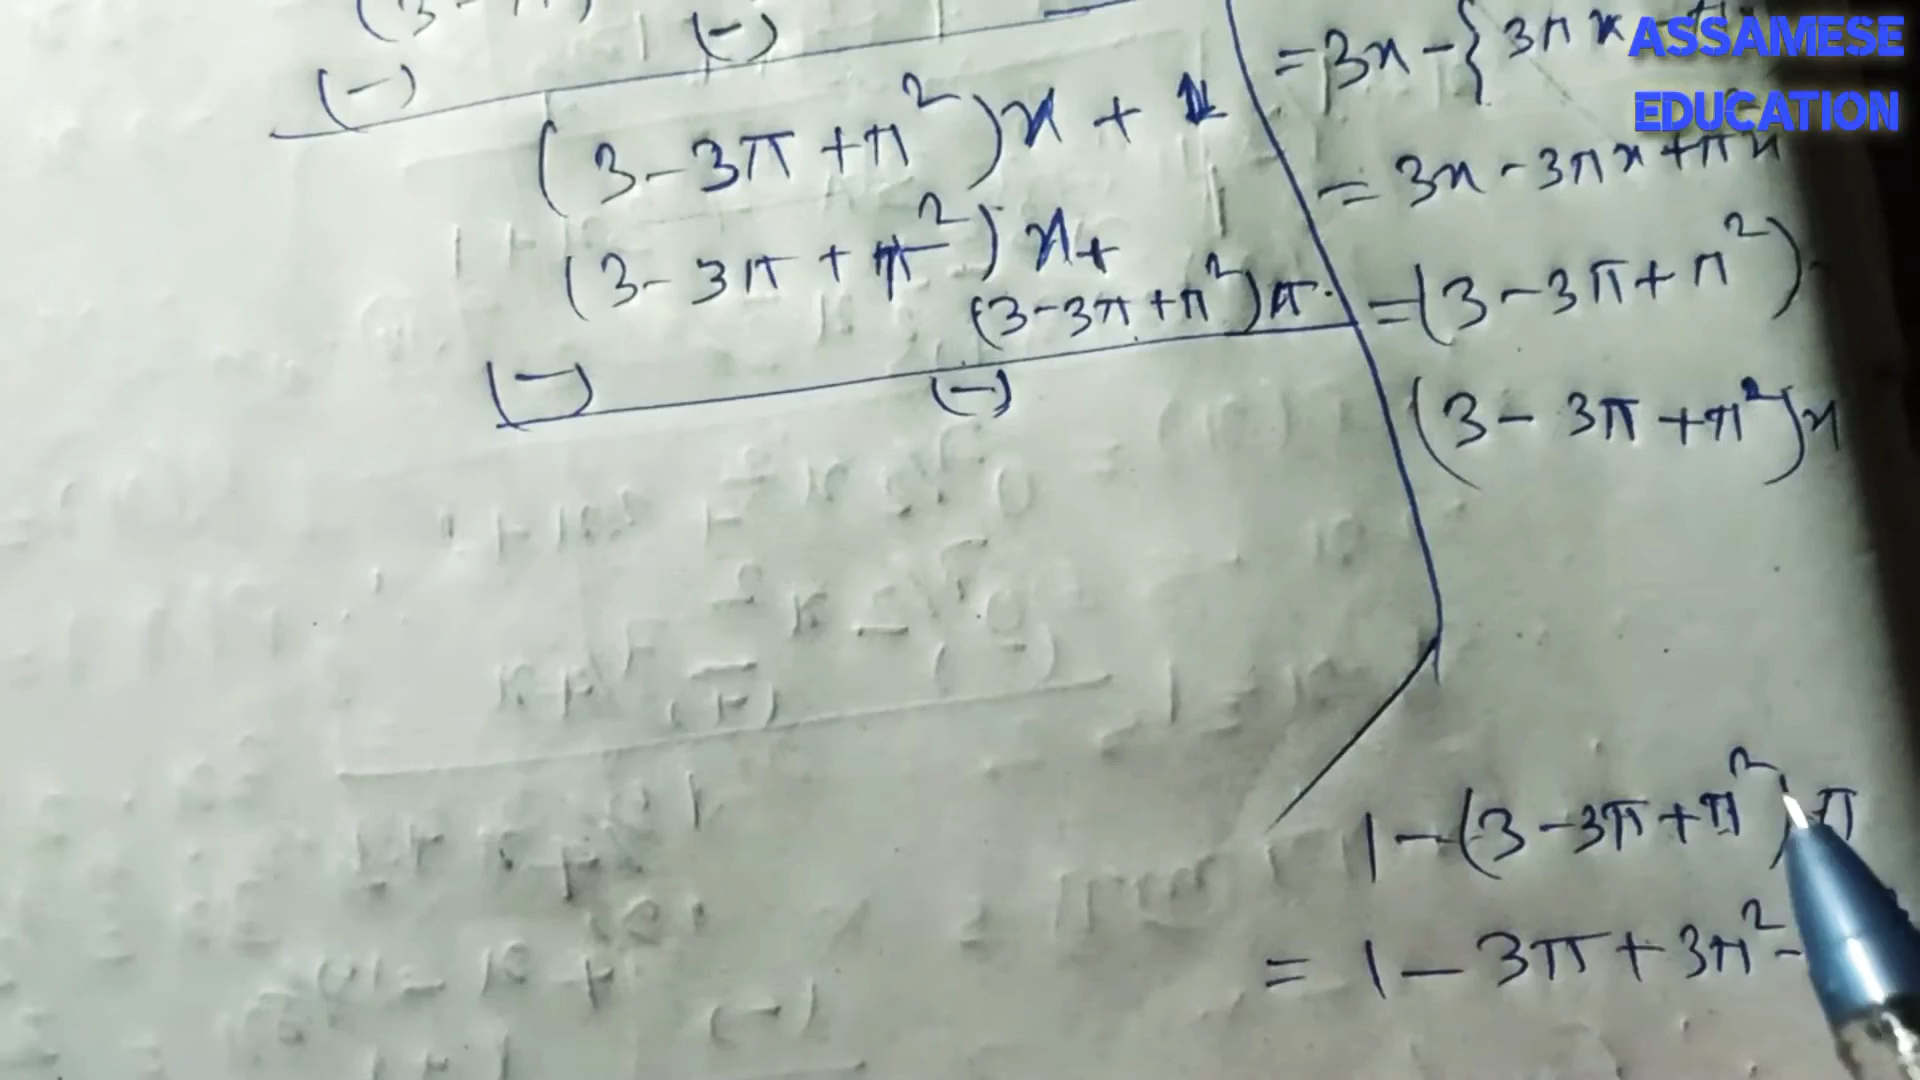 (3-π)
(-) (-)
(3-3π+π²)x + 1
(3-3π+π²)x+
(3-3π+π²)π.
(-) (-)
=3x-{3πx
= 3x-3πx+π²x
=(3-3π+π²)
(3-3π+π²)x
1-(3-3π+π²)π
= 1-3π+3π²-
ASSAMESE
EDUCATION